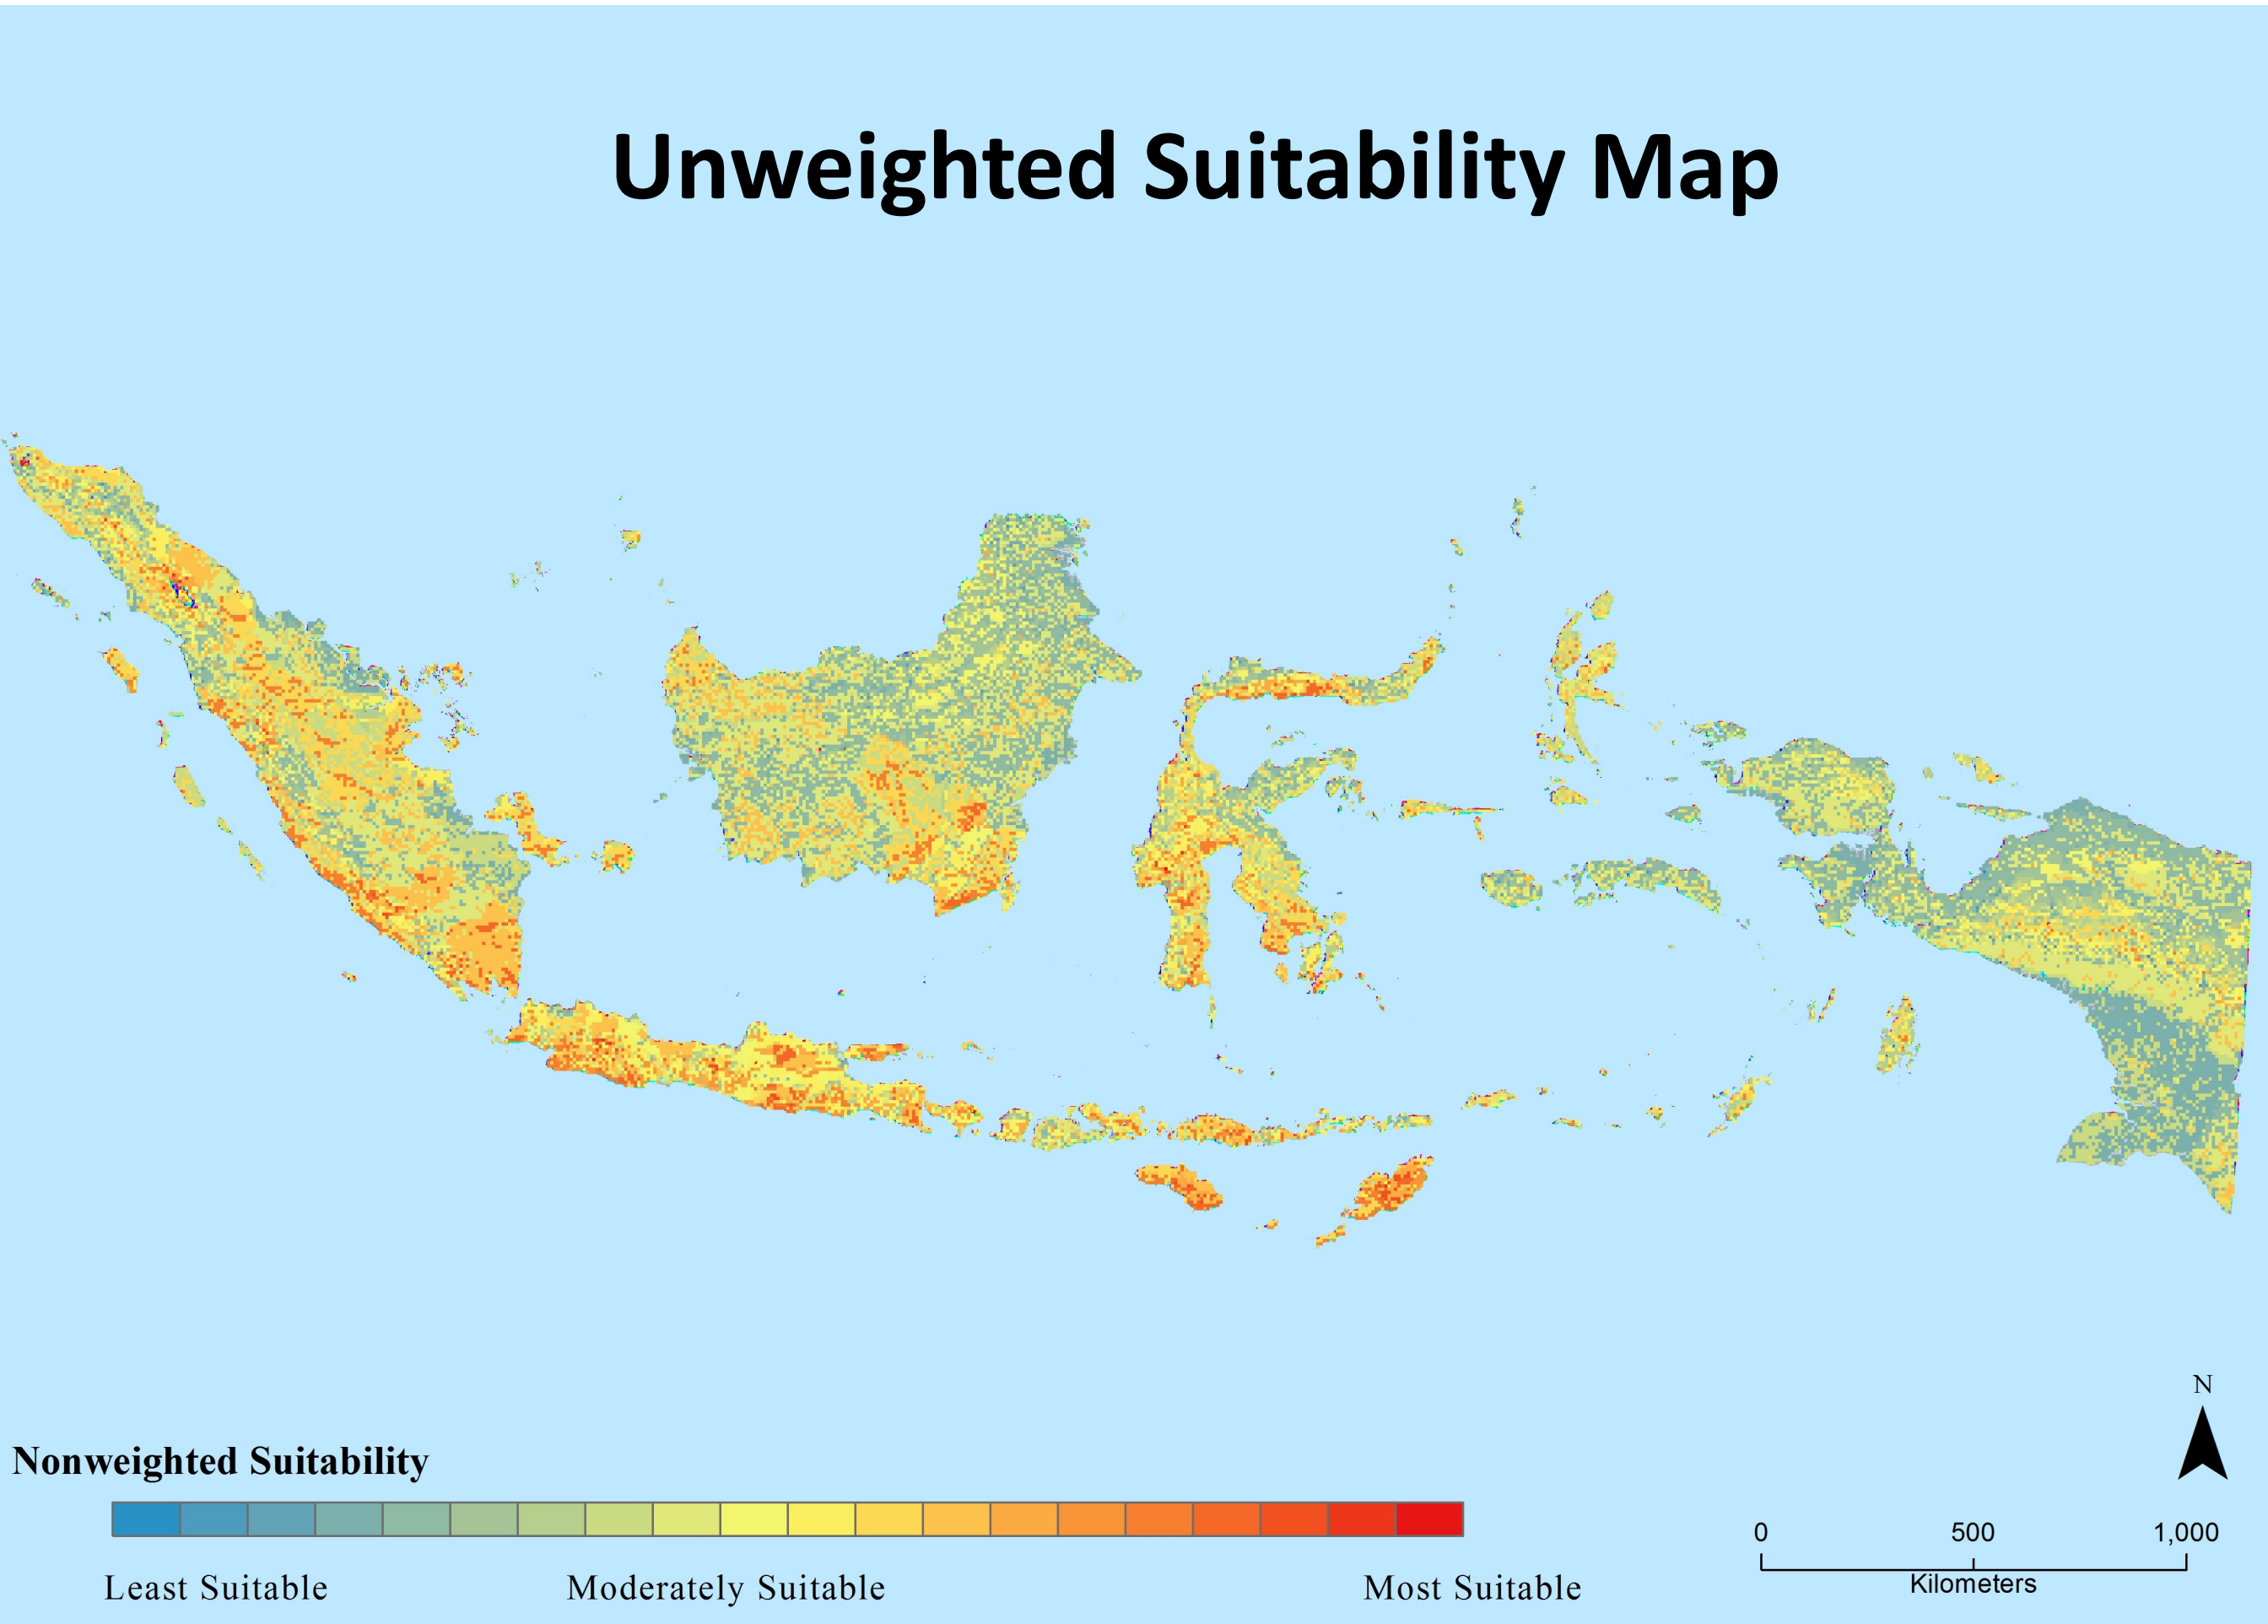 Unweighted Suitability Map
N
Nonweighted Suitability
Least Suitable Moderately Suitable Most Suitable
0 500 1,000
Kilometers